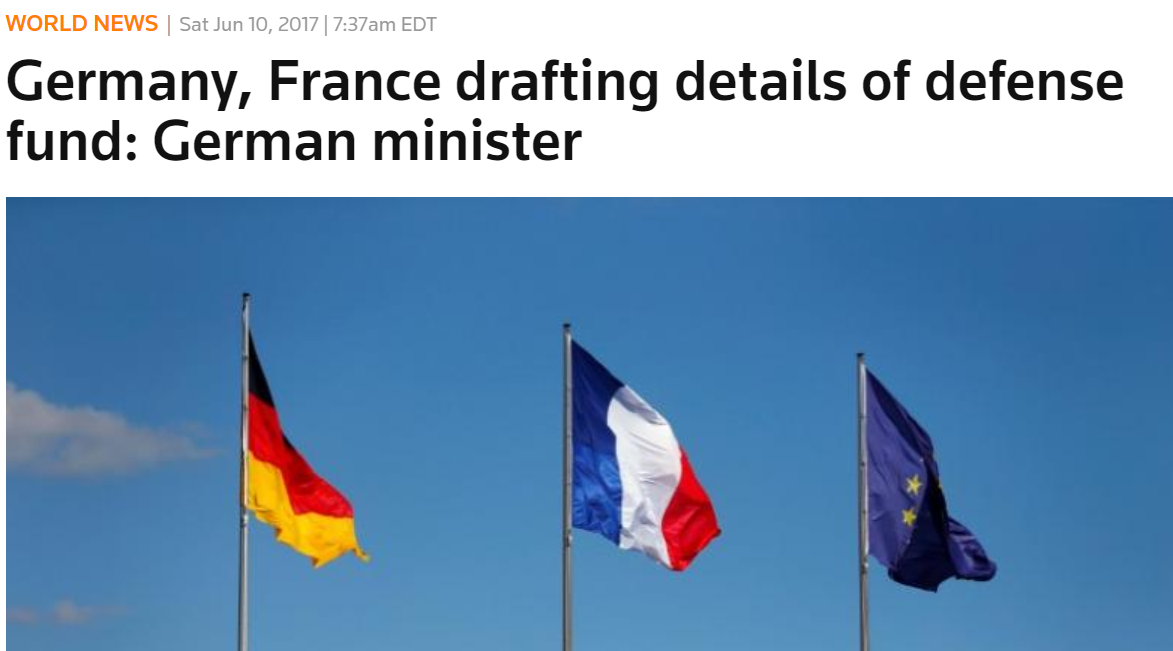 WORLD NEWS | Sat Jun 10, 2017 | 7:37am EDT
Germany, France drafting details of defense
fund: German minister